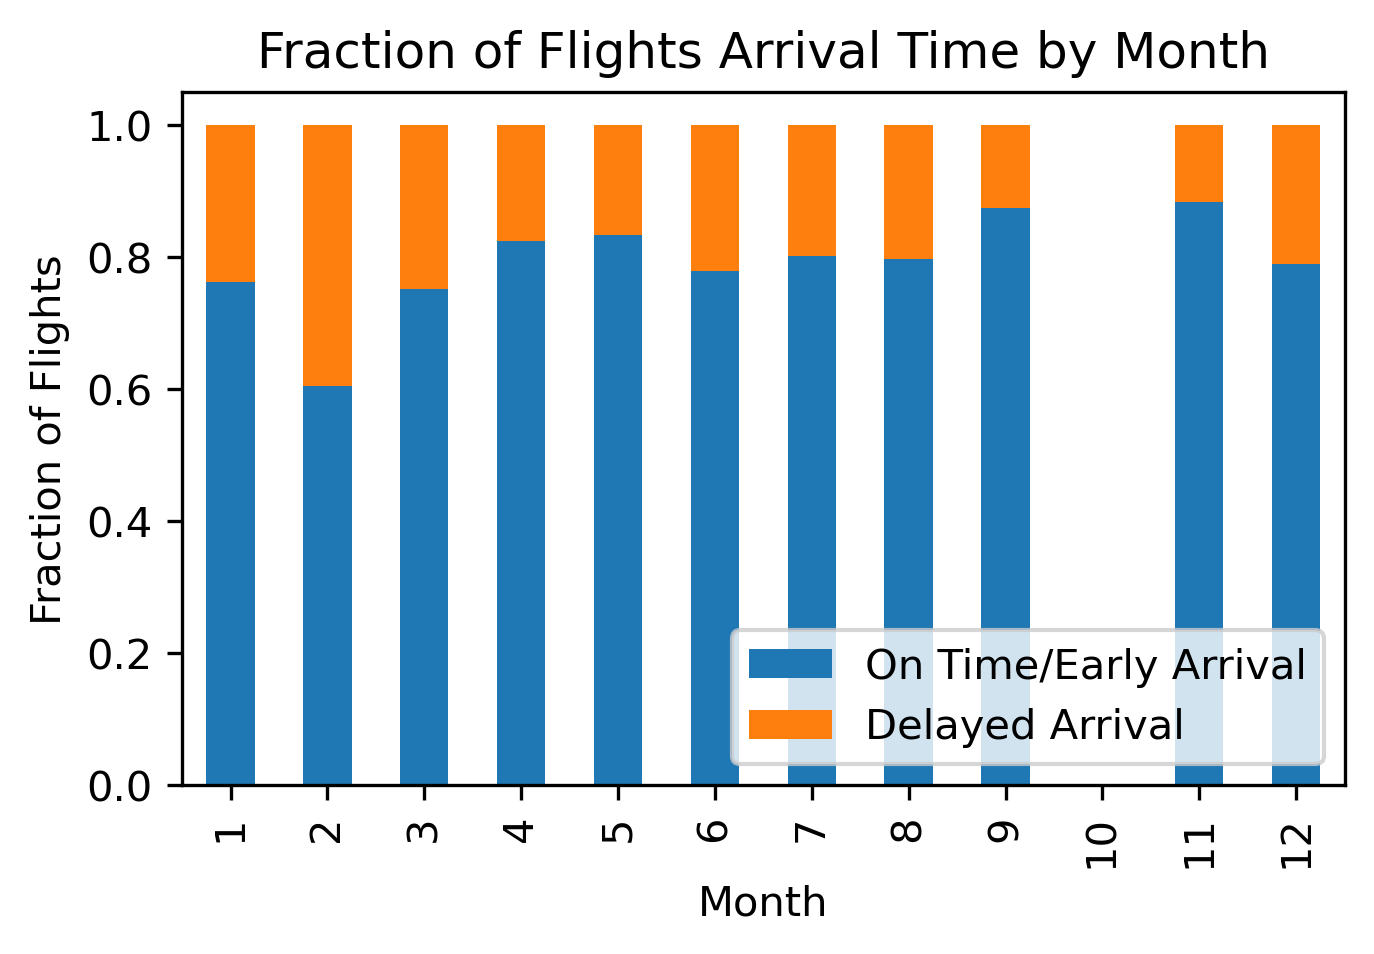 Fraction of Flights Arrival Time by Month
Fraction of Flights
1.0
0.8
0.6
0.4
0.2
0.0
On Time/Early Arrival
Delayed Arrival
1 2 3 4 5 6 7 8 9 10 11 12
Month